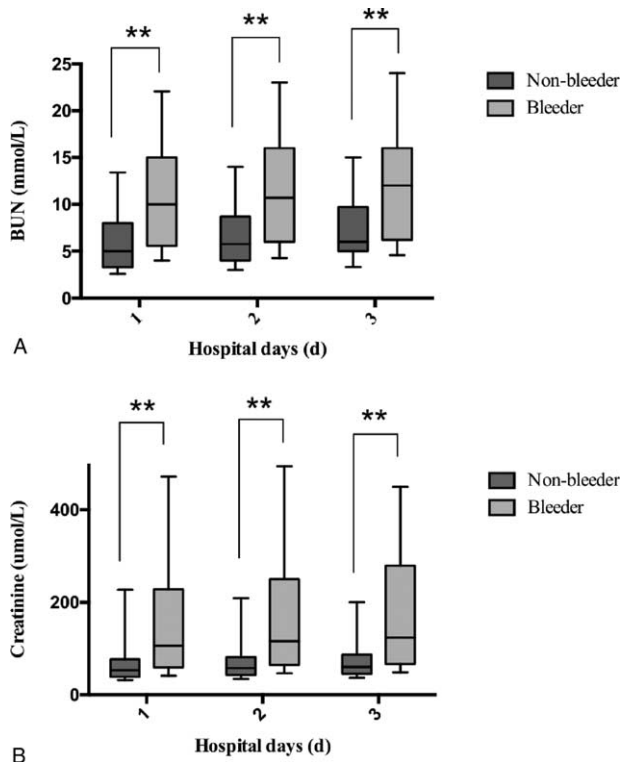 ** ** **
25
20
15
10
5
0
BUN (mmol/L)
Non-bleeder
Bleeder
1 2 3
Hospital days (d)
A
** ** **
400
200
0
Creatinine (umol/L)
Non-bleeder
Bleeder
1 2 3
Hospital days (d)
B